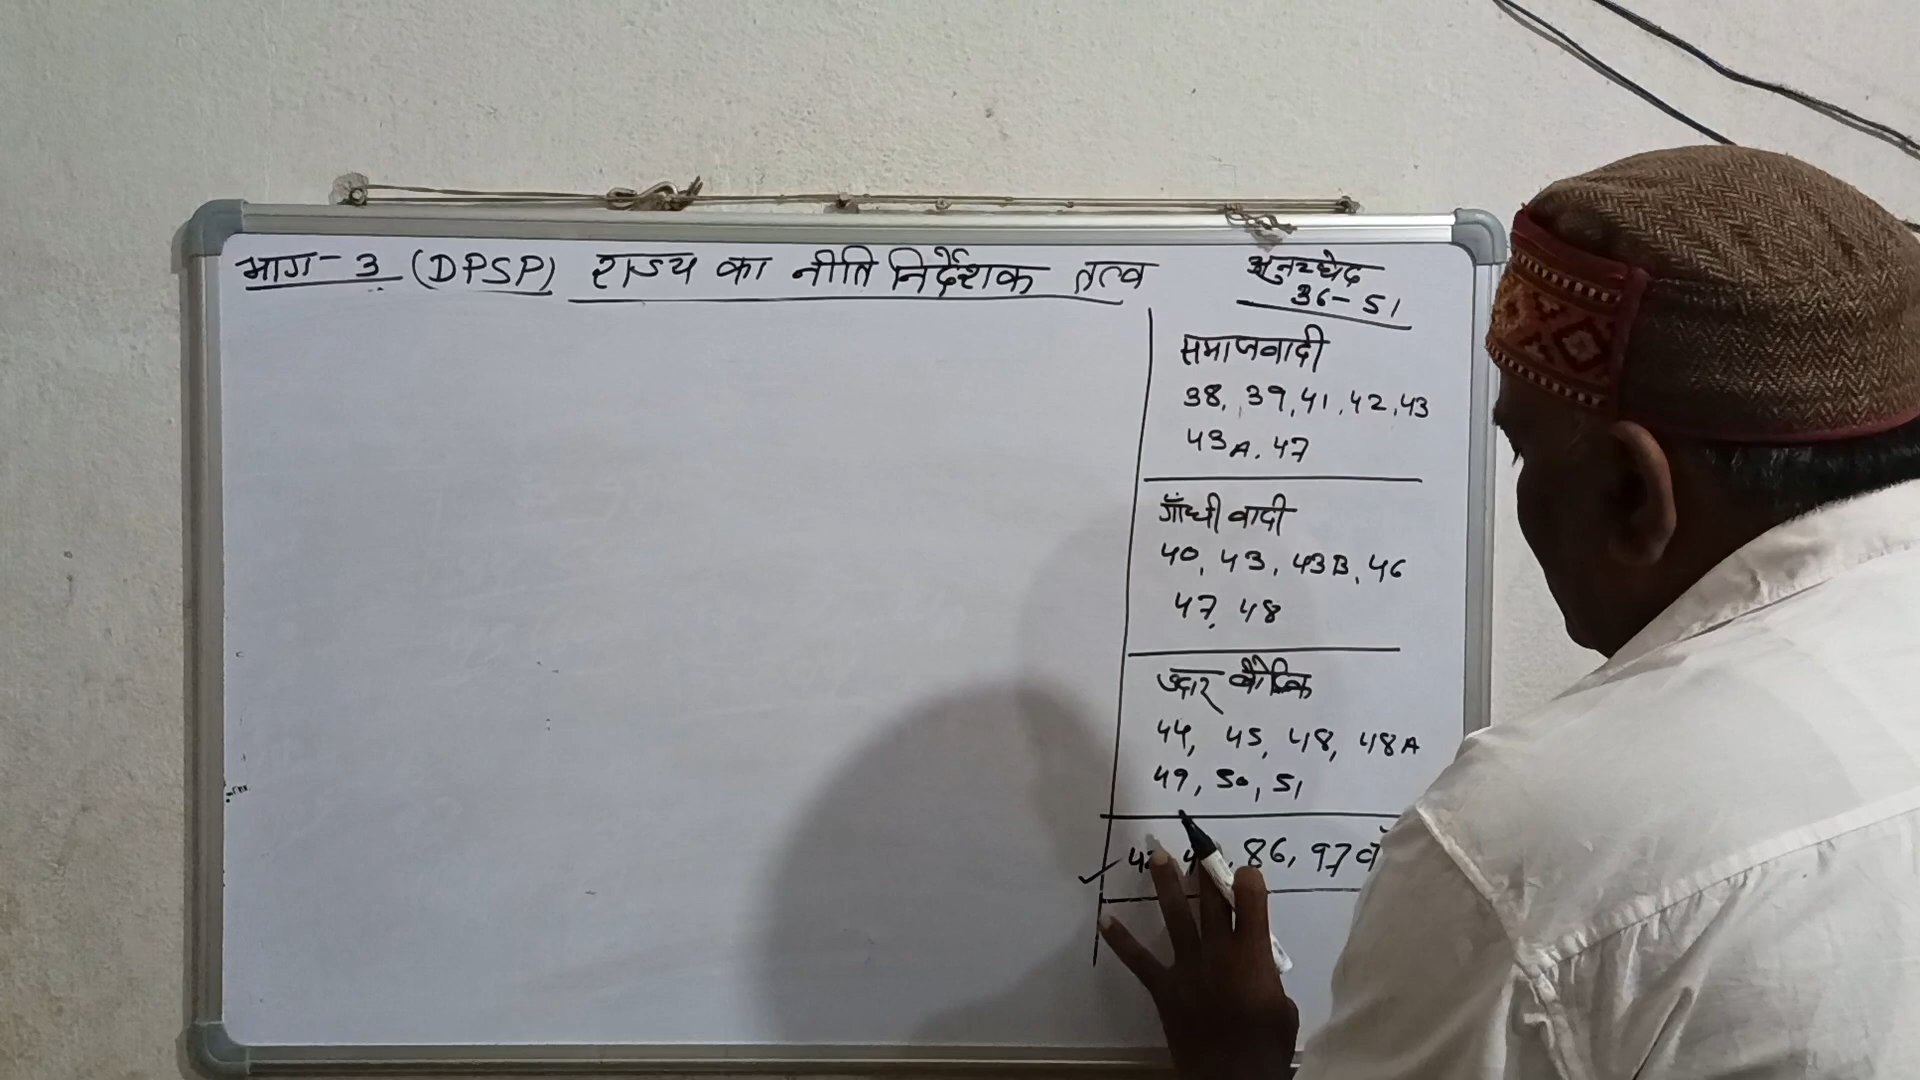 भाग-3 (DPSP) राज्य का नीति निर्देशक तत्व
अनुच्छेद
36-51
समाजवादी
38, 39, 41, 42, 43
43A, 47
गाँधी वादी
40, 43, 43B, 46
47, 48
उदार बौद्धिक
44, 45, 48, 48A
49, 50, 51
86, 97वें